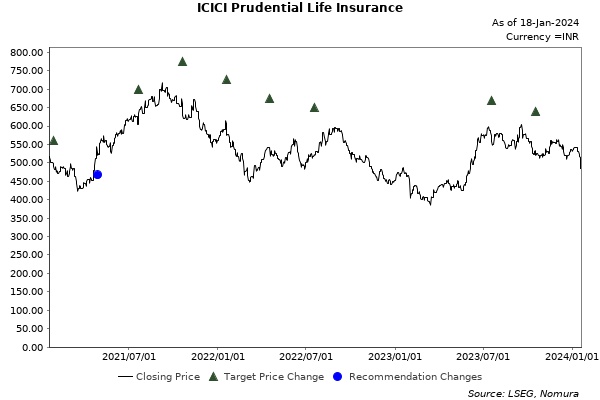 ICICI Prudential Life Insurance
As of 18-Jan-2024
Currency =INR
800.00
750.00
700.00
650.00
600.00
550.00
500.00
450.00
400.00
350.00
300.00
250.00
200.00
150.00
100.00
50.00
0.00
2021/07/01 2022/01/01 2022/07/01 2023/01/01 2023/07/01 2024/01/01
Closing Price Target Price Change Recommendation Changes
Source: LSEG, Nomura